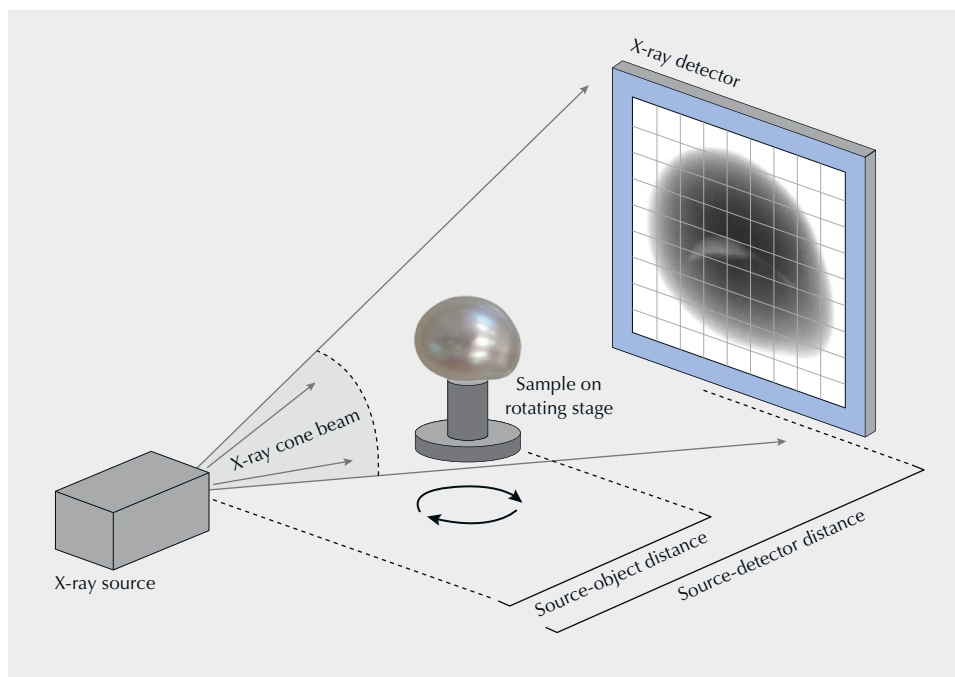 X-ray detector
Sample on
rotating stage
X-ray cone beam
X-ray source
Source-object distance
Source-detector distance